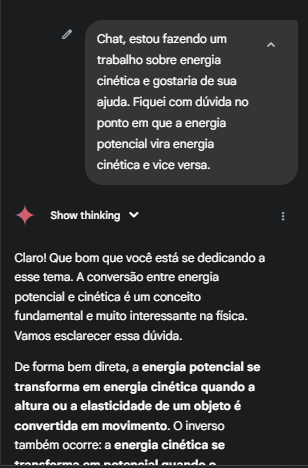 Chat, estou fazendo um
trabalho sobre energia
cinética e gostaria de sua
ajuda. Fiquei com dúvida no
ponto em que a energia
potencial vira energia
cinética e vice versa.
Show thinking
Claro! Que bom que você está se dedicando a
esse tema. A conversão entre energia
potencial e cinética é um conceito
fundamental e muito interessante na física.
Vamos esclarecer essa dúvida.
De forma bem direta, a energia potencial se
transforma em energia cinética quando a
altura ou a elasticidade de um objeto é
convertida em movimento. O inverso
também ocorre: a energia cinética se
transforma em potencial quando o